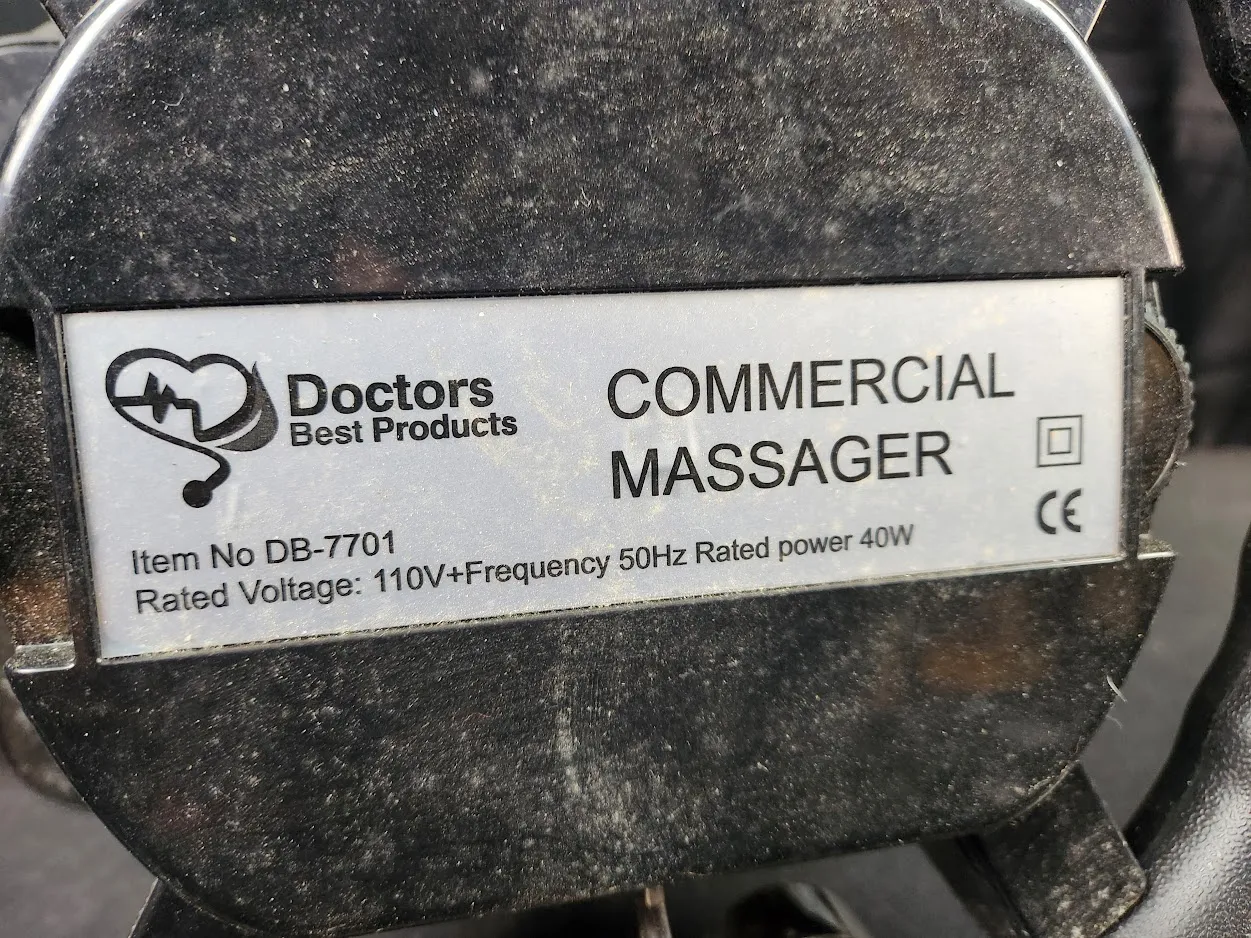 Doctors
Best Products
COMMERCIAL
MASSAGER
CE
Item No DB-7701
Rated Voltage: 110V+Frequency 50Hz Rated power 40W